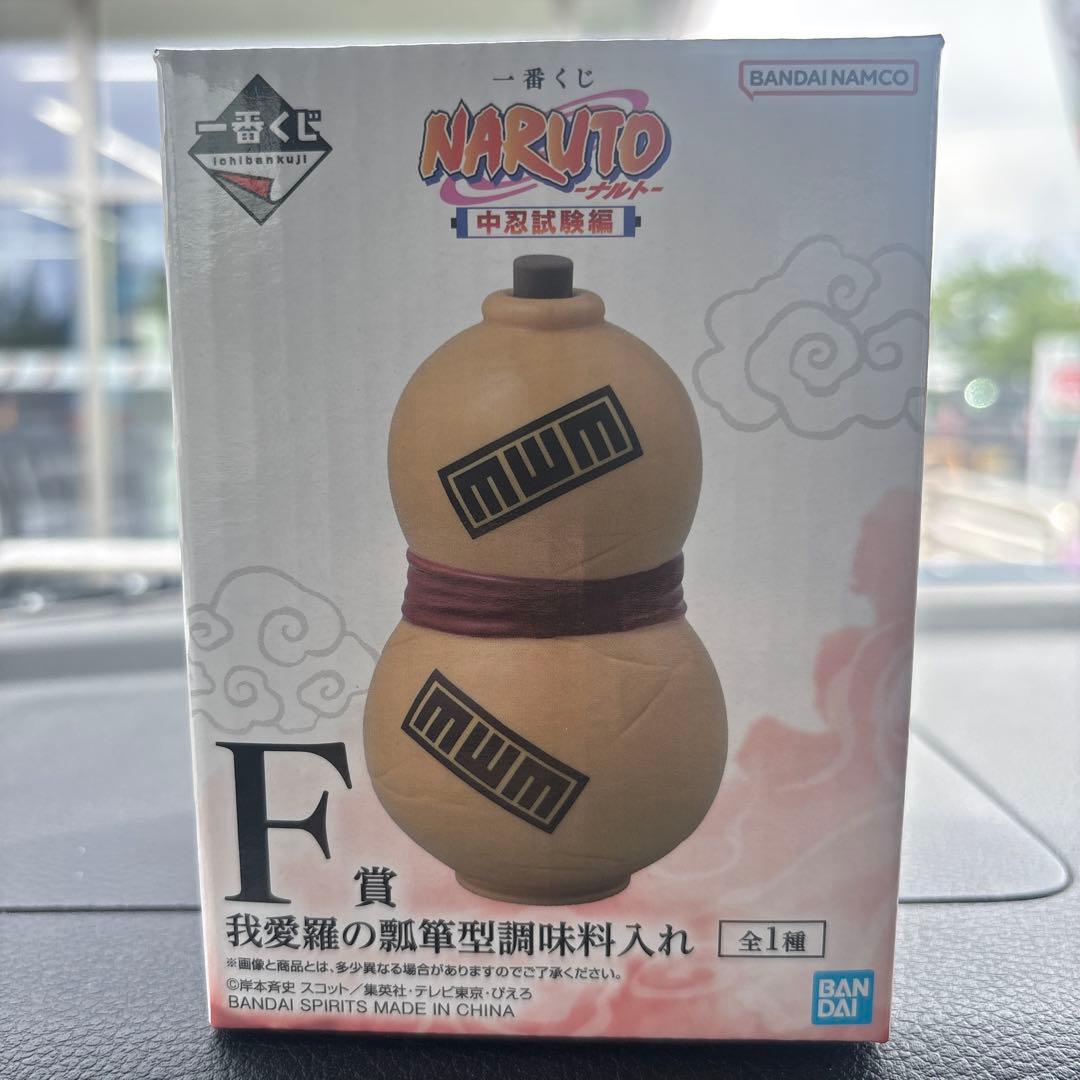 一番くじ
ichibankuji
一番くじ
NARUTO
-ナルト-
中忍試験編
BANDAI NAMCO
F賞
我愛羅の瓢箪型調味料入れ
全1種
※画像と商品とは、多少異なる場合がありますのでご了承ください。
©岸本斉史 スコット／集英社・テレビ東京・ぴえろ
BANDAI SPIRITS MADE IN CHINA
BAN
DAI